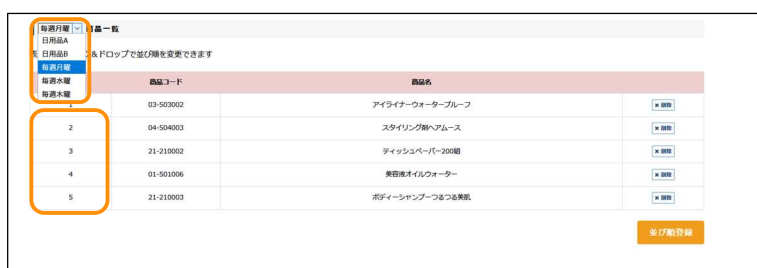 毎週月曜 商品一覧
日用品A
日用品B
毎週月曜
毎週水曜
毎週木曜
&ドロップで並び順を変更できます
商品コード 商品名
1 03-503002 アイライナーウォータープルーフ × 削除
2 04-504003 スタイリング剤ヘアムース × 削除
3 21-210002 ティッシュペーパー200組 × 削除
4 01-501006 美容液オイルウォーター × 削除
5 21-210003 ボディーシャンプーつるつる美肌 × 削除
並び順登録